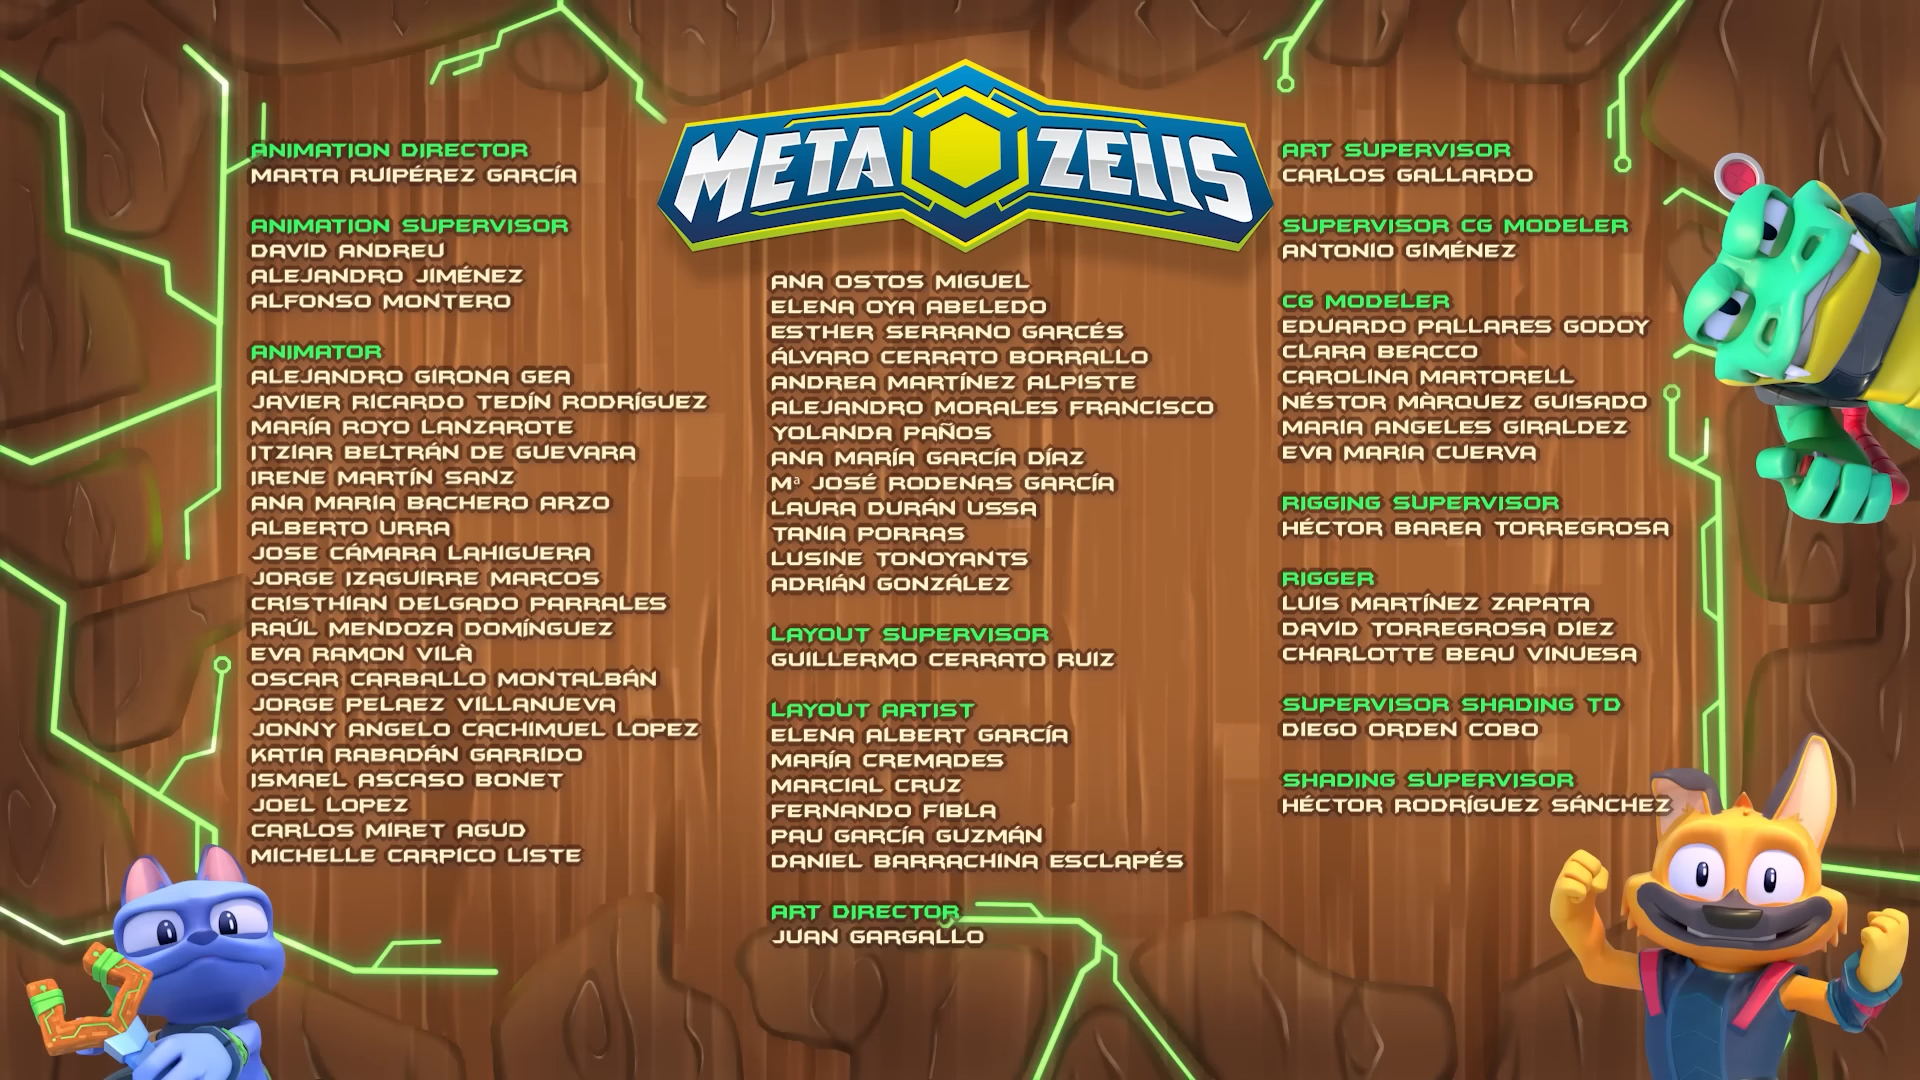 META ZELLS
ANIMATION DIRECTOR
MARTA RUIPÉREZ GARCÍA
ANIMATION SUPERVISOR
DAVID ANDREU
ALEJANDRO JIMÉNEZ
ALFONSO MONTERO
ANIMATOR
ALEJANDRO GIRONA GEA
JAVIER RICARDO TEDÍN RODRÍGUEZ
MARÍA ROYO LANZAROTE
ITZIAR BELTRÁN DE GUEVARA
IRENE MARTÍN SANZ
ANA MARIA BACHERO ARZO
ALBERTO URRA
JOSE CÁMARA LAHIGUERA
JORGE IZAGUIRRE MARCOS
CRISTHIAN DELGADO PARRALES
RAÚL MENDOZA DOMÍNGUEZ
EVA RAMON VILÀ
OSCAR CARBALLO MONTALBÁN
JORGE PELAEZ VILLANUEVA
JONNY ANGELO CACHIMUEL LOPEZ
KATIA RABADÁN GARRIDO
ISMAEL ASCASO BONET
JOEL LOPEZ
CARLOS MIRET AGUD
MICHELLE CARPICO LISTE
ANA OSTOS MIGUEL
ELENA OYA ABELEDO
ESTHER SERRANO GARCÉS
ÁLVARO CERRATO BORRALLO
ANDREA MARTÍNEZ ALPISTE
ALEJANDRO MORALES FRANCISCO
YOLANDA PAÑOS
ANA MARÍA GARCÍA DÍAZ
Mª JOSÉ RODENAS GARCÍA
LAURA DURÁN USSA
TANIA PORRAS
LUSINE TONOYANTS
ADRIÁN GONZÁLEZ
LAYOUT SUPERVISOR
GUILLERMO CERRATO RUIZ
LAYOUT ARTIST
ELENA ALBERT GARCÍA
MARÍA CREMADES
MARCIAL CRUZ
FERNANDO FIBLA
PAU GARCÍA GUZMÁN
DANIEL BARRACHINA ESCLAPÉS
ART DIRECTOR
JUAN GARGALLO
ART SUPERVISOR
CARLOS GALLARDO
SUPERVISOR CG MODELER
ANTONIO GIMÉNEZ
CG MODELER
EDUARDO PALLARES GODOY
CLARA BEACCO
CAROLINA MARTORELL
NÉSTOR MÀRQUEZ GUISADO
MARIA ANGELES GIRALDEZ
EVA MARIA CUERVA
RIGGING SUPERVISOR
HÉCTOR BAREA TORREGROSA
RIGGER
LUIS MARTÍNEZ ZAPATA
DAVID TORREGROSA DIEZ
CHARLOTTE BEAU VINUESA
SUPERVISOR SHADING TD
DIEGO ORDEN COBO
SHADING SUPERVISOR
HÉCTOR RODRÍGUEZ SÁNCHEZ